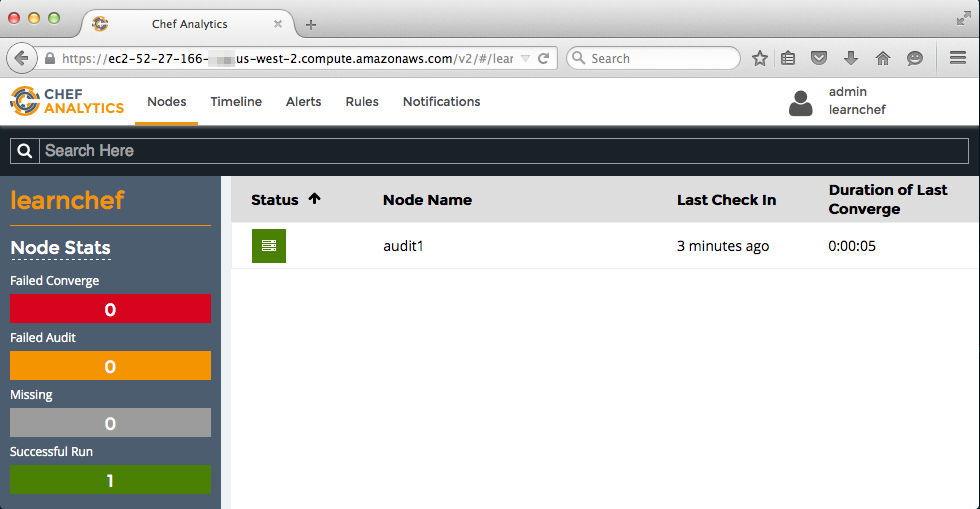 Chef Analytics
https://ec2-52-27-166- us-west-2.compute.amazonaws.com/v2/#/lear
Search
CHEF
ANALYTICS
Nodes
Timeline
Alerts
Rules
Notifications
admin
learnchef
Search Here
learnchef
Node Stats
Failed Converge
0
Failed Audit
0
Missing
0
Successful Run
1
Status
Node Name
Last Check In
Duration of Last
Converge
audit1
3 minutes ago
0:00:05